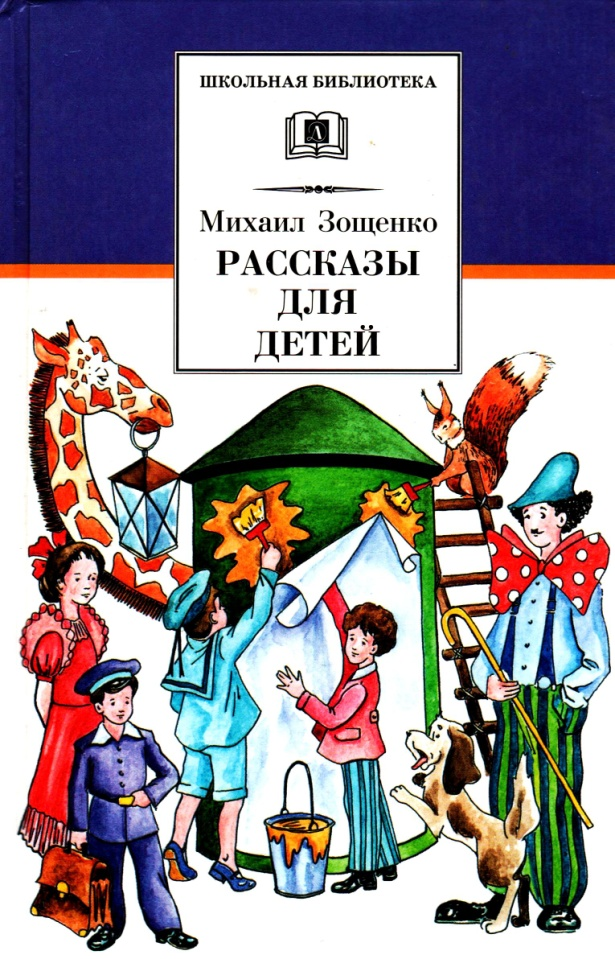 ШКОЛЬНАЯ БИБЛИОТЕКА
Д
Михаил Зощенко
РАССКАЗЫ
ДЛЯ
ДЕТЕЙ